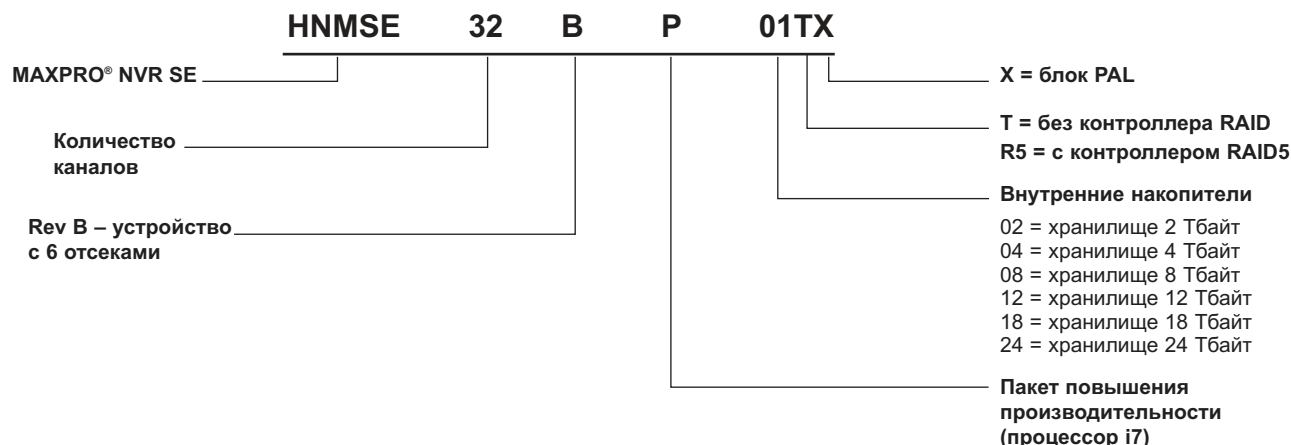 HNMSE 32 B P 01TX
MAXPRO® NVR SE
Количество
каналов
Rev B – устройство
с 6 отсеками
X = блок PAL
T = без контроллера RAID
R5 = с контроллером RAID5
Внутренние накопители
02 = хранилище 2 Тбайт
04 = хранилище 4 Тбайт
08 = хранилище 8 Тбайт
12 = хранилище 12 Тбайт
18 = хранилище 18 Тбайт
24 = хранилище 24 Тбайт
Пакет повышения
производительности
(процессор i7)